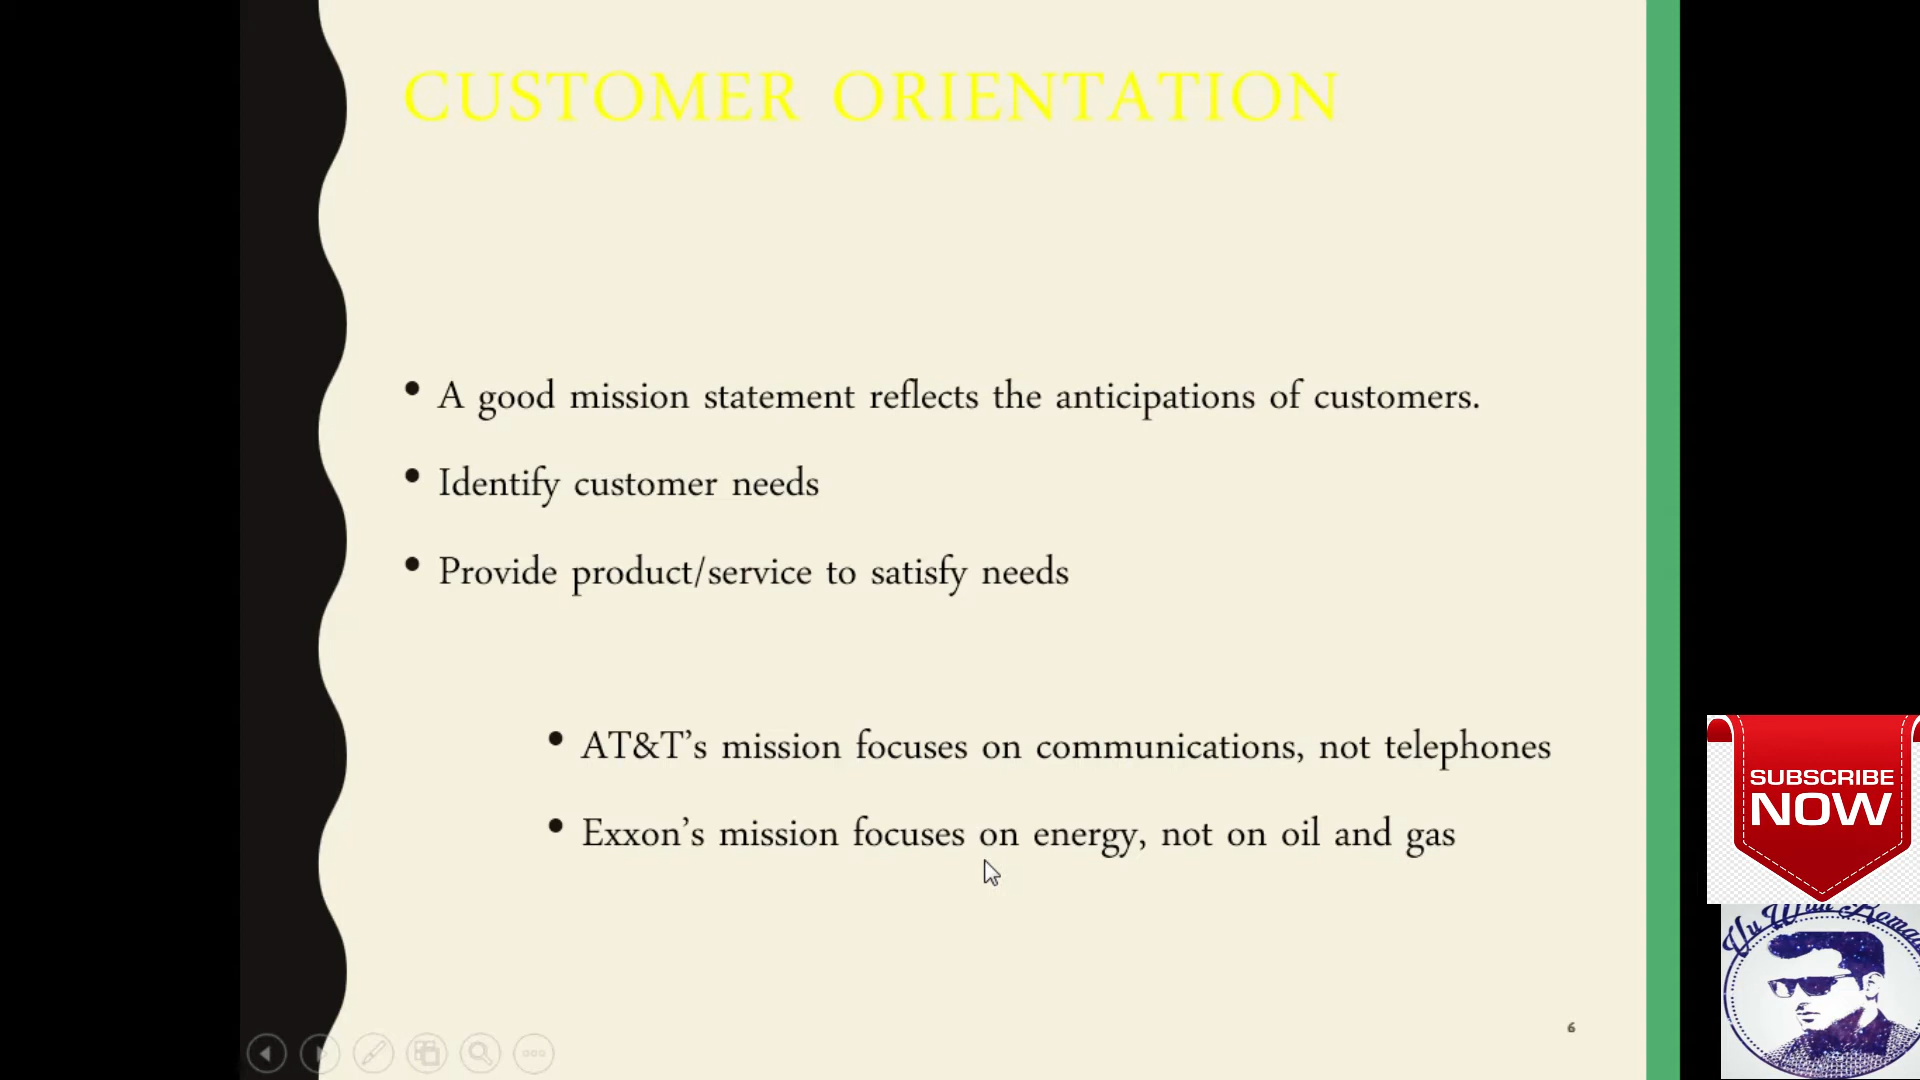 CUSTOMER ORIENTATION
• A good mission statement reflects the anticipations of customers.
• Identify customer needs
• Provide product/service to satisfy needs
• AT&T’s mission focuses on communications, not telephones
• Exxon’s mission focuses on energy, not on oil and gas
6
SUBSCRIBE
NOW